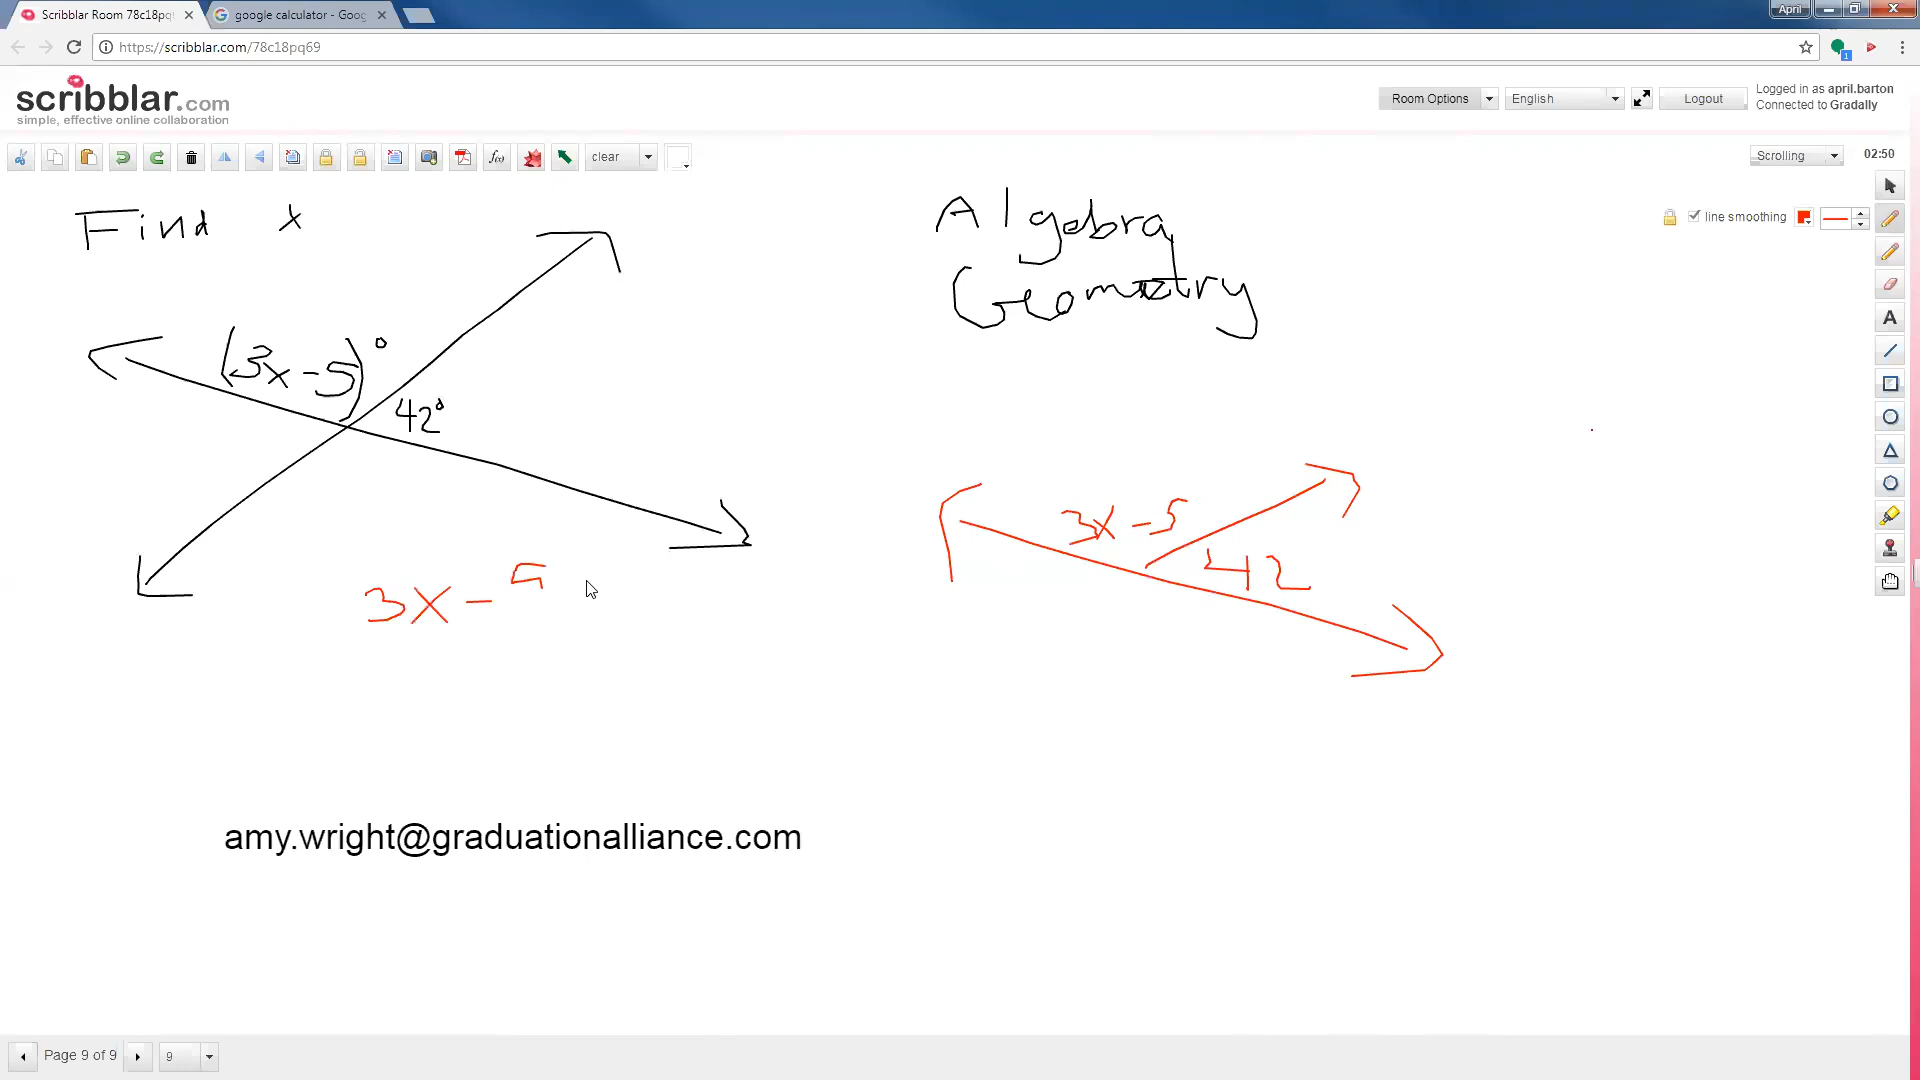 Scribblar Room 78c18pq
google calculator - Goog
April
https://scribblar.com/78c18pq69
1
scribblar.com
simple, effective online collaboration
Room Options
English
Logout
Logged in as april.barton
Connected to Gradally
f(x)
clear
Scrolling
02:50
line smoothing
A
Find x
Algebra
Geometry
(3x-5)°
42°
3x-5
42
3x-5
amy.wright@graduationalliance.com
Page 9 of 9
9